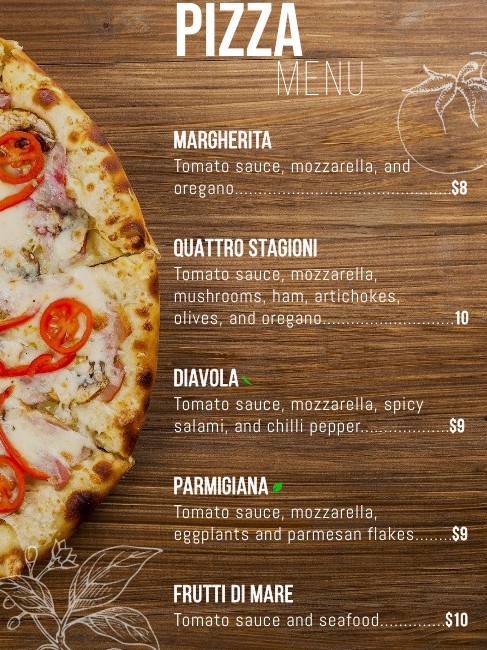 PIZZA
MENU
MARGHERITA
Tomato sauce, mozzarella, and
oregano......................................................$8
QUATTRO STAGIONI
Tomato sauce, mozzarella,
mushrooms, ham, artichokes,
olives, and oregano.................................10
DIAVOLA
Tomato sauce, mozzarella, spicy
salami, and chilli pepper.....................$9
PARMIGIANA
Tomato sauce, mozzarella,
eggplants and parmesan flakes........$9
FRUTTI DI MARE
Tomato sauce and seafood................$10